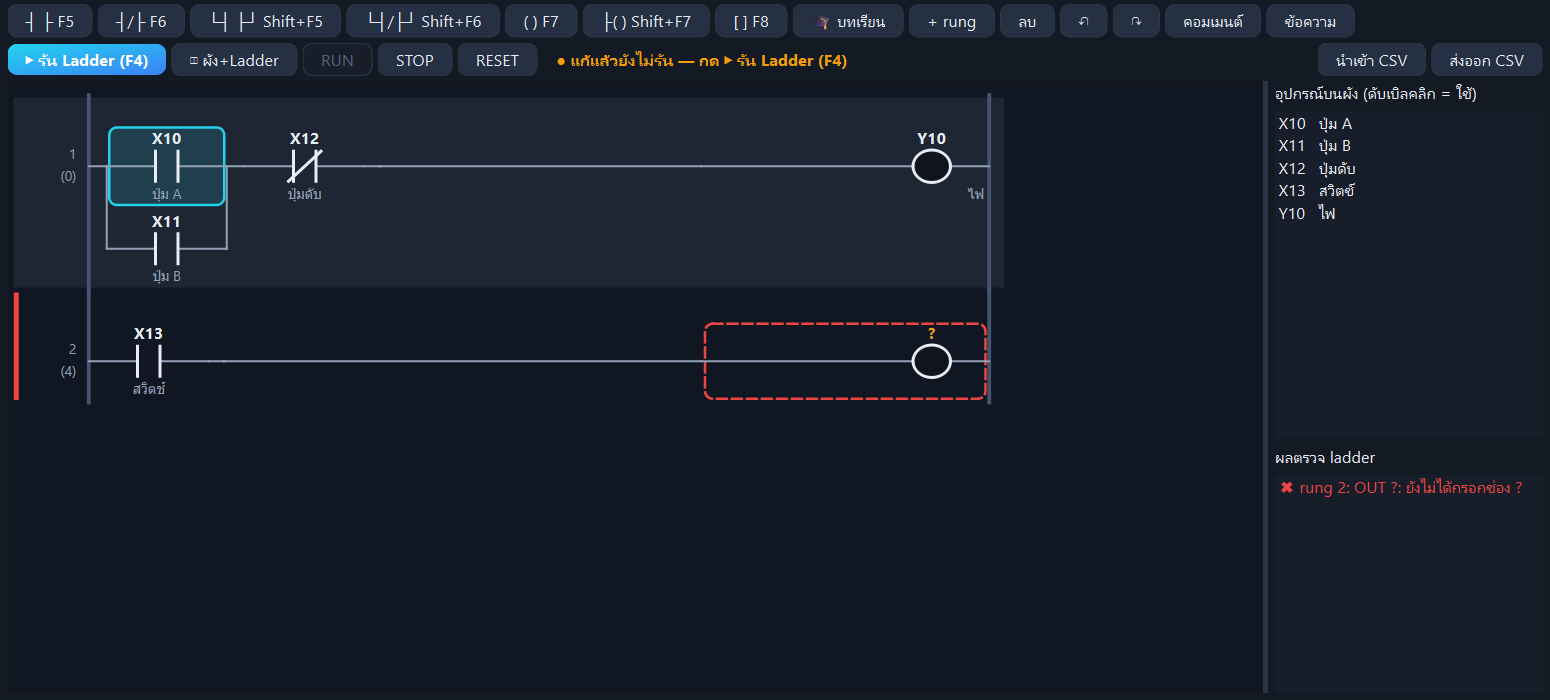 ┤ ├ F5
┤/├ F6
└┤ ├┘ Shift+F5
└┤/├┘ Shift+F6
( ) F7
├( ) Shift+F7
[ ] F8
บทเรียน
+ rung
ลบ
คอมเมนต์
ข้อความ
▶ รัน Ladder (F4)
ผัง+Ladder
RUN
STOP
RESET
● แก้แล้วยังไม่รัน — กด ▶ รัน Ladder (F4)
นำเข้า CSV
ส่งออก CSV
X10
X12
Y10
1
(0)
ปุ่ม A
ปุ่มดับ
ไฟ
X11
ปุ่ม B
X13
?
2
(4)
สวิตช์
อุปกรณ์บนผัง (ดับเบิลคลิก = ใช้)
X10 ปุ่ม A
X11 ปุ่ม B
X12 ปุ่มดับ
X13 สวิตช์
Y10 ไฟ
ผลตรวจ ladder
✖ rung 2: OUT ?: ยังไม่ได้กรอกช่อง ?